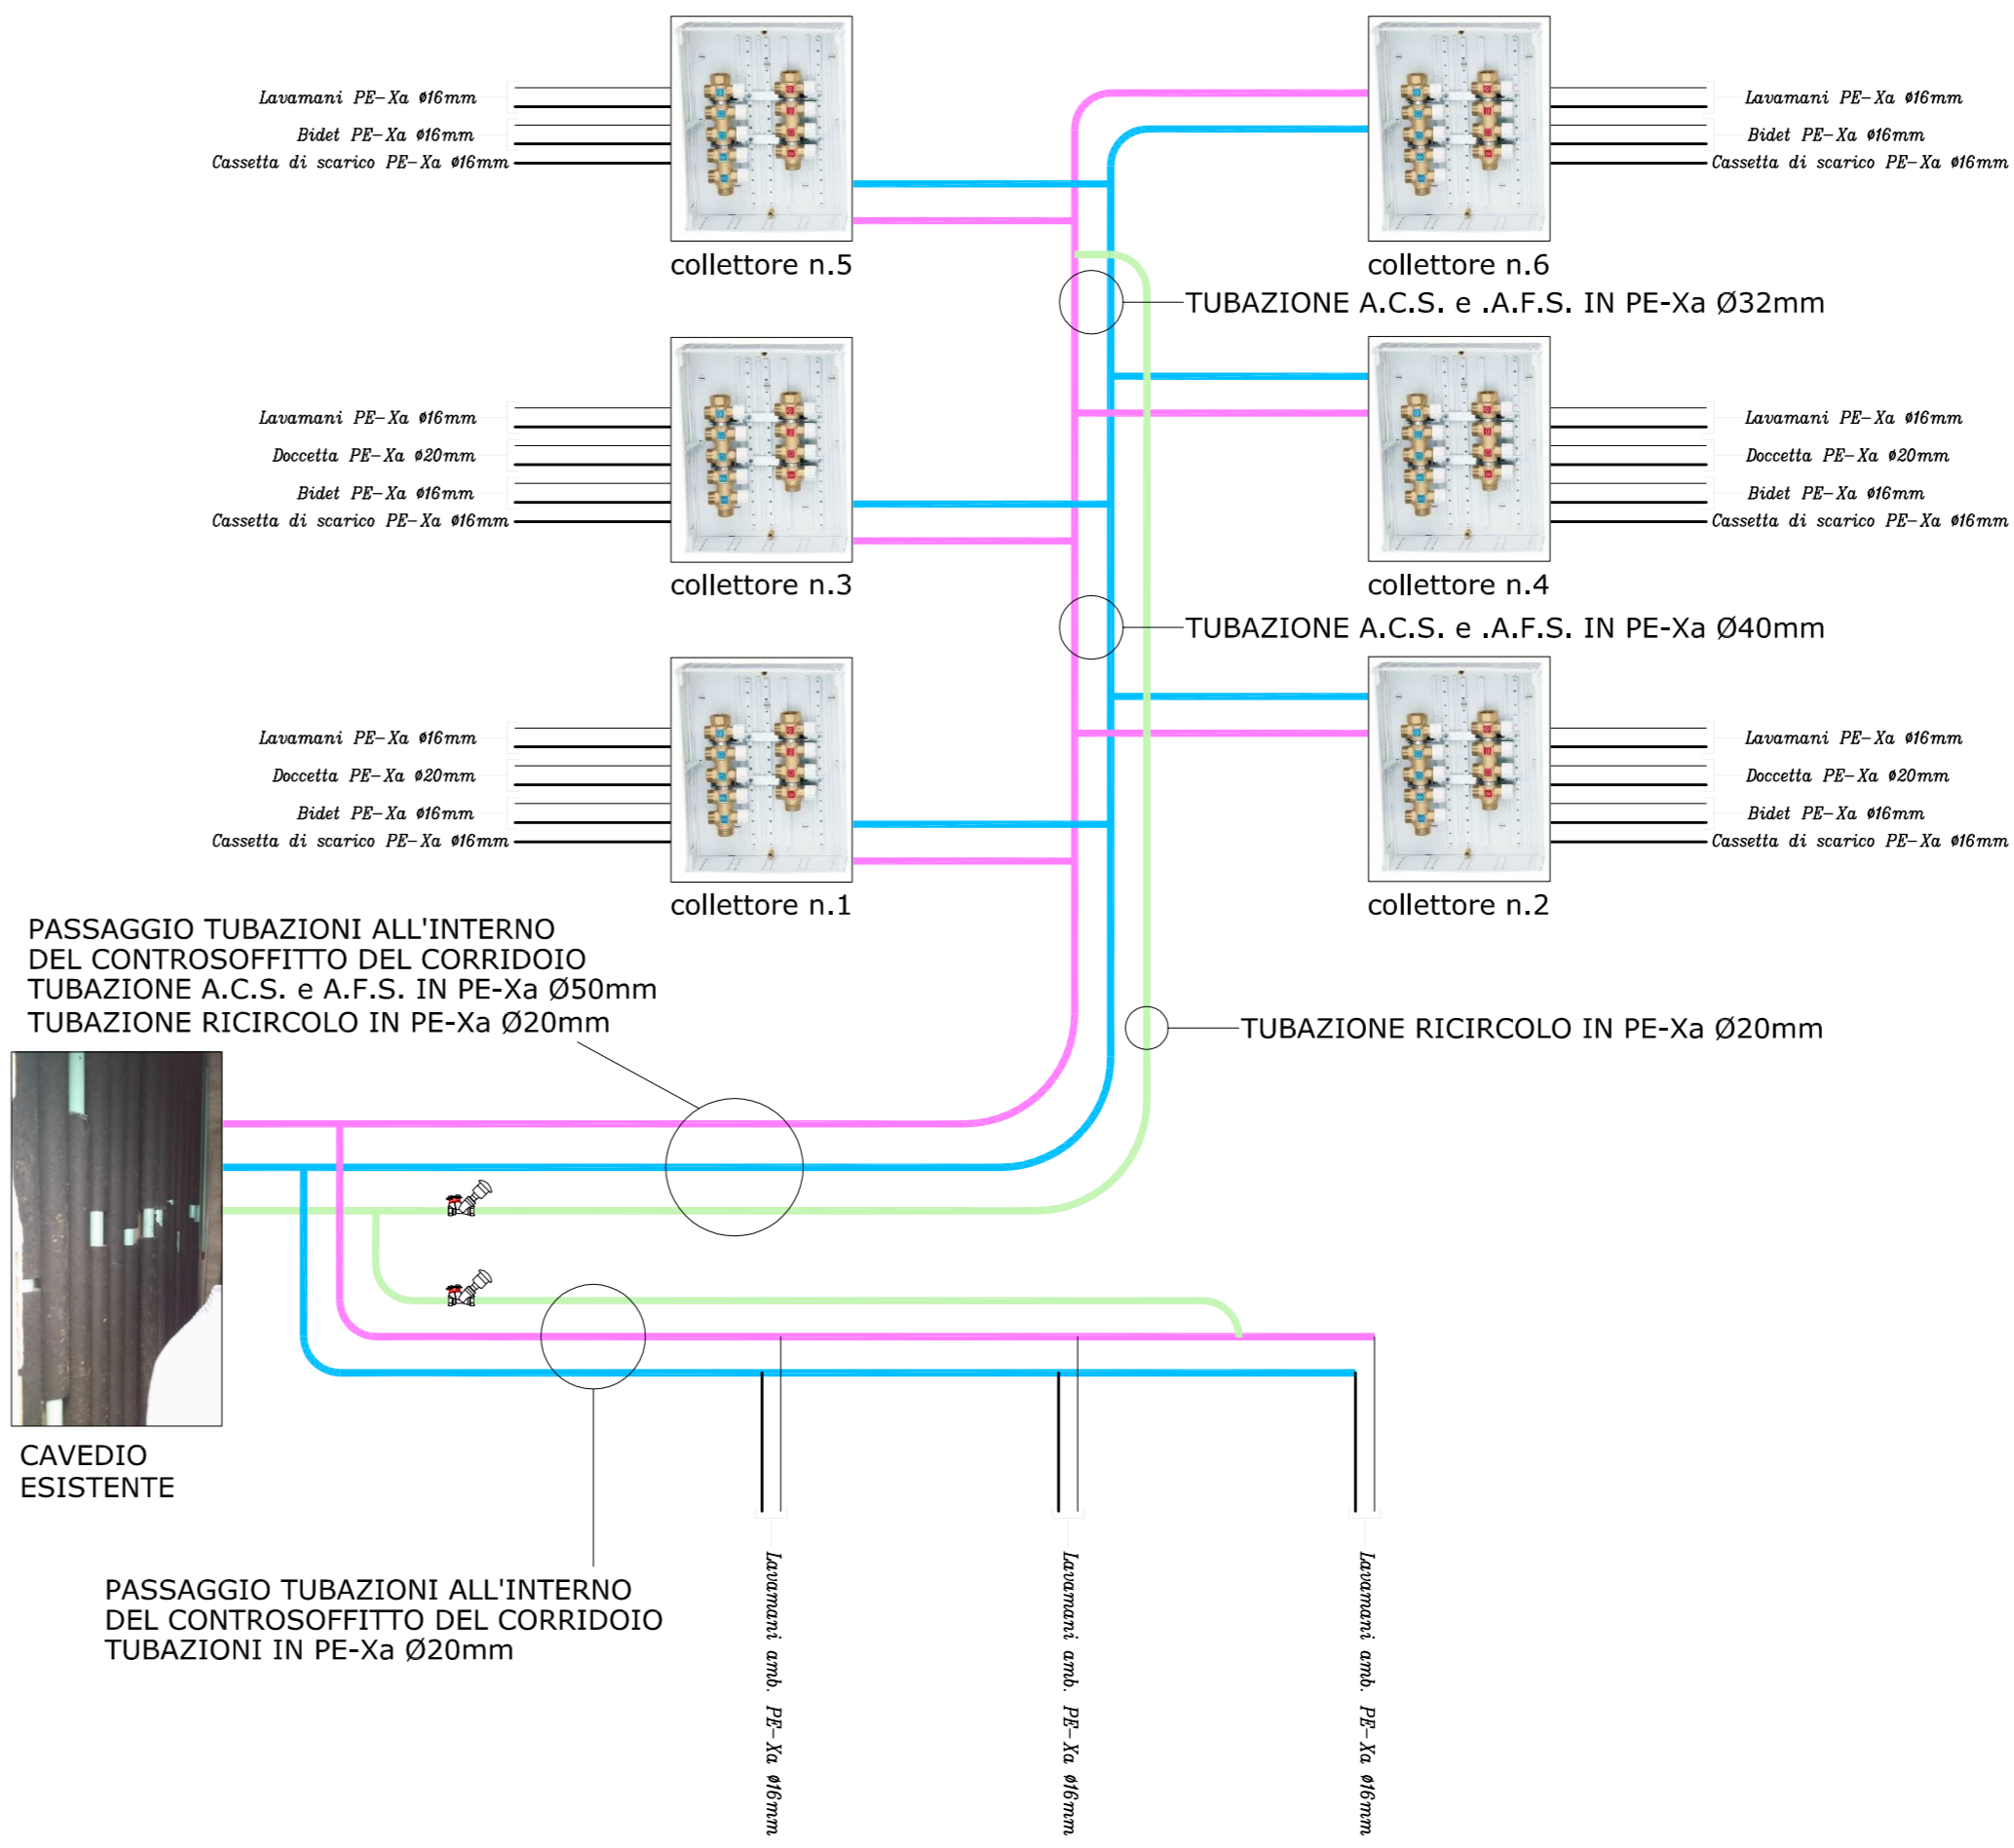 Lavamani PE-Xa ø16mm
Bidet PE-Xa ø16mm
Cassetta di scarico PE-Xa ø16mm
collettore n.5
Lavamani PE-Xa ø16mm
Bidet PE-Xa ø16mm
Cassetta di scarico PE-Xa ø16mm
collettore n.6
TUBAZIONE A.C.S. e .A.F.S. IN PE-Xa Ø32mm
Lavamani PE-Xa ø16mm
Doccetta PE-Xa ø20mm
Bidet PE-Xa ø16mm
Cassetta di scarico PE-Xa ø16mm
collettore n.3
Lavamani PE-Xa ø16mm
Doccetta PE-Xa ø20mm
Bidet PE-Xa ø16mm
Cassetta di scarico PE-Xa ø16mm
collettore n.4
TUBAZIONE A.C.S. e .A.F.S. IN PE-Xa Ø40mm
Lavamani PE-Xa ø16mm
Doccetta PE-Xa ø20mm
Bidet PE-Xa ø16mm
Cassetta di scarico PE-Xa ø16mm
collettore n.1
Lavamani PE-Xa ø16mm
Doccetta PE-Xa ø20mm
Bidet PE-Xa ø16mm
Cassetta di scarico PE-Xa ø16mm
collettore n.2
PASSAGGIO TUBAZIONI ALL'INTERNO
DEL CONTROSOFFITTO DEL CORRIDOIO
TUBAZIONE A.C.S. e A.F.S. IN PE-Xa Ø50mm
TUBAZIONE RICIRCOLO IN PE-Xa Ø20mm
TUBAZIONE RICIRCOLO IN PE-Xa Ø20mm
CAVEDIO
ESISTENTE
PASSAGGIO TUBAZIONI ALL'INTERNO
DEL CONTROSOFFITTO DEL CORRIDOIO
TUBAZIONI IN PE-Xa Ø20mm
Lavamani amb. PE-Xa ø16mm
Lavamani amb. PE-Xa ø16mm
Lavamani amb. PE-Xa ø16mm